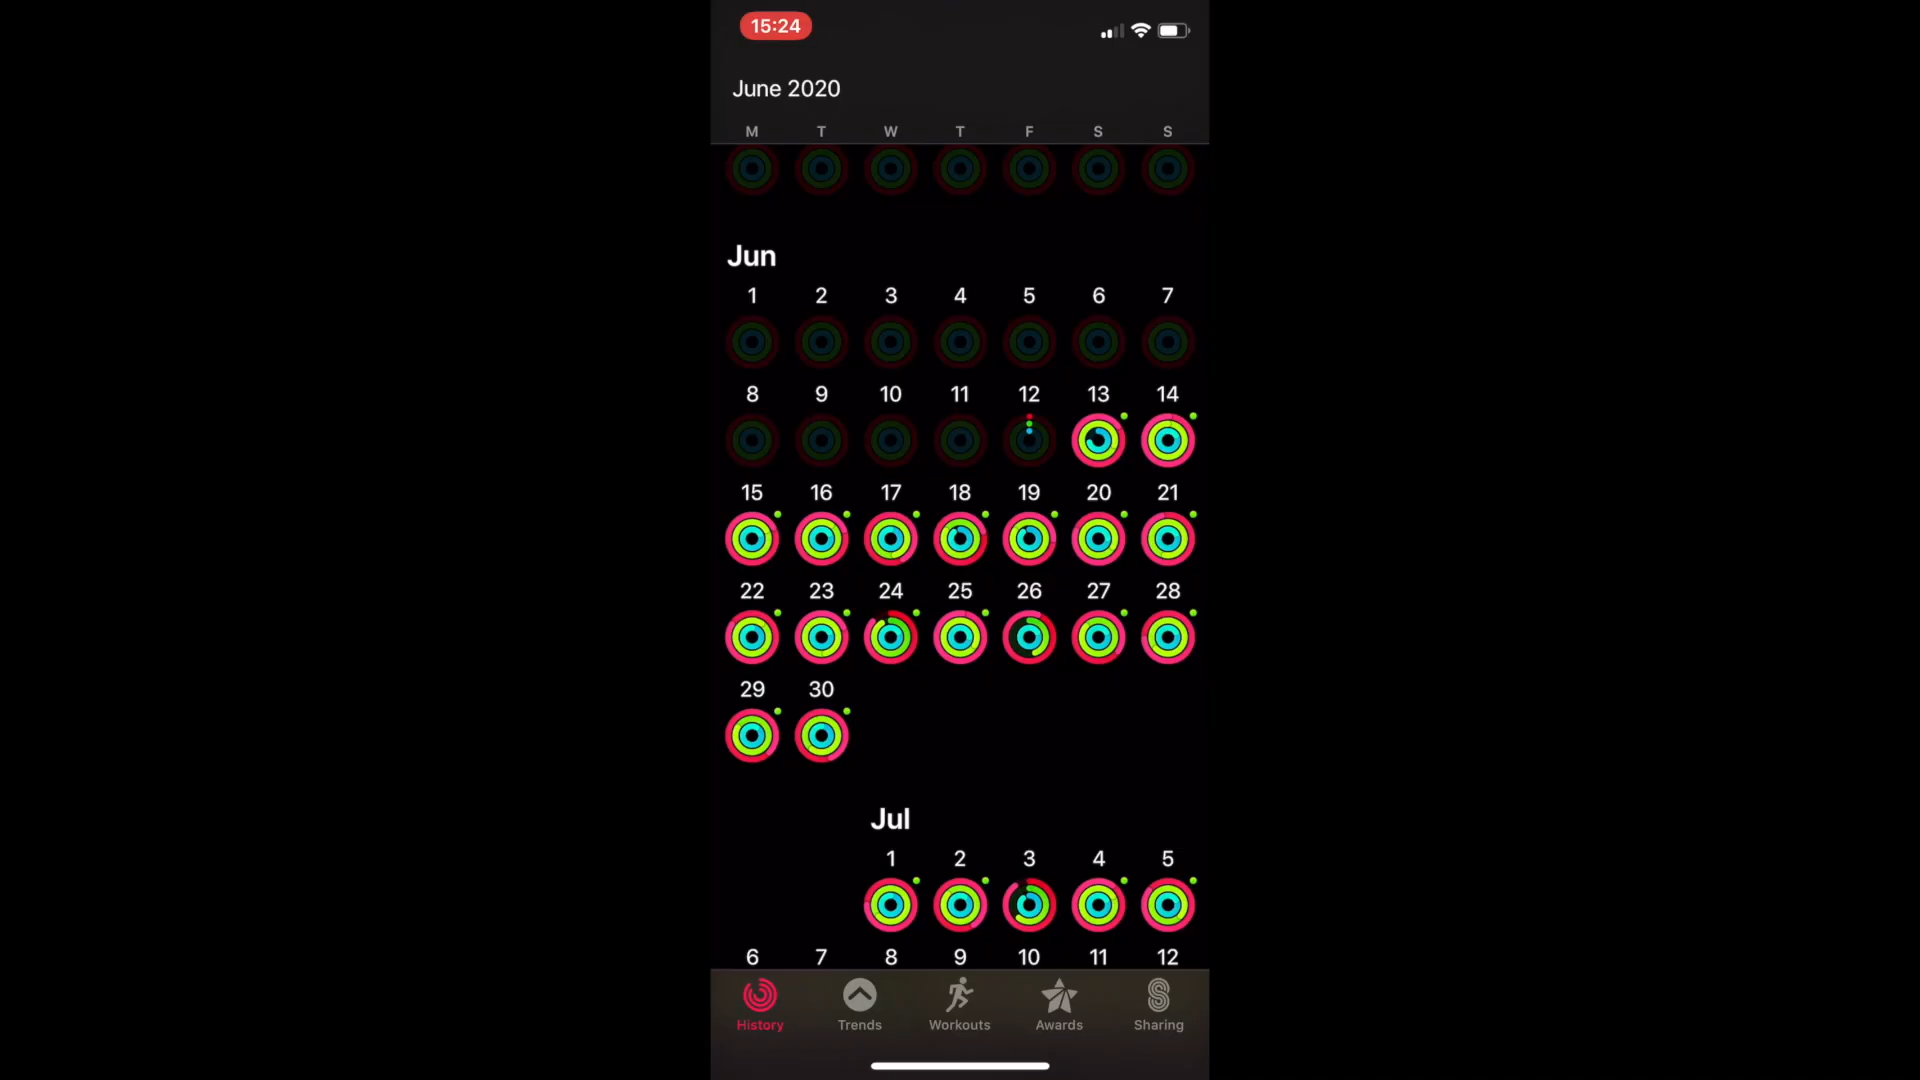 15:24
June 2020
M T W T F S S
Jun
1 2 3 4 5 6 7
8 9 10 11 12 13 14
15 16 17 18 19 20 21
22 23 24 25 26 27 28
29 30
Jul
1 2 3 4 5
6 7 8 9 10 11 12
History Trends Workouts Awards Sharing